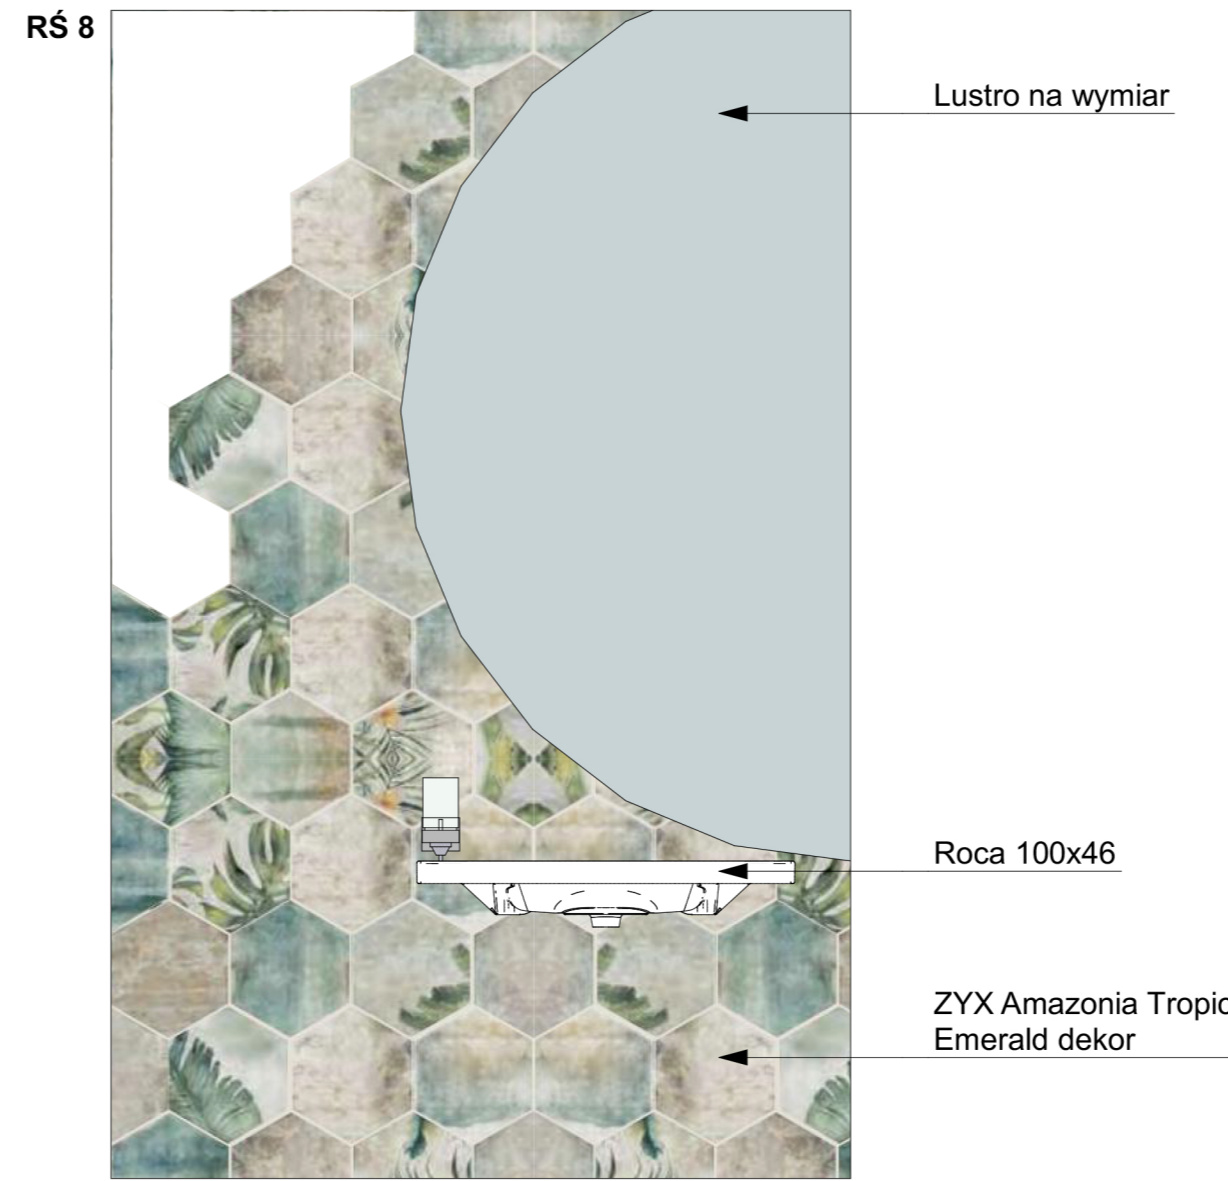 RŚ 8
Lustro na wymiar
Roca 100x46
ZYX Amazonia Tropic
Emerald dekor